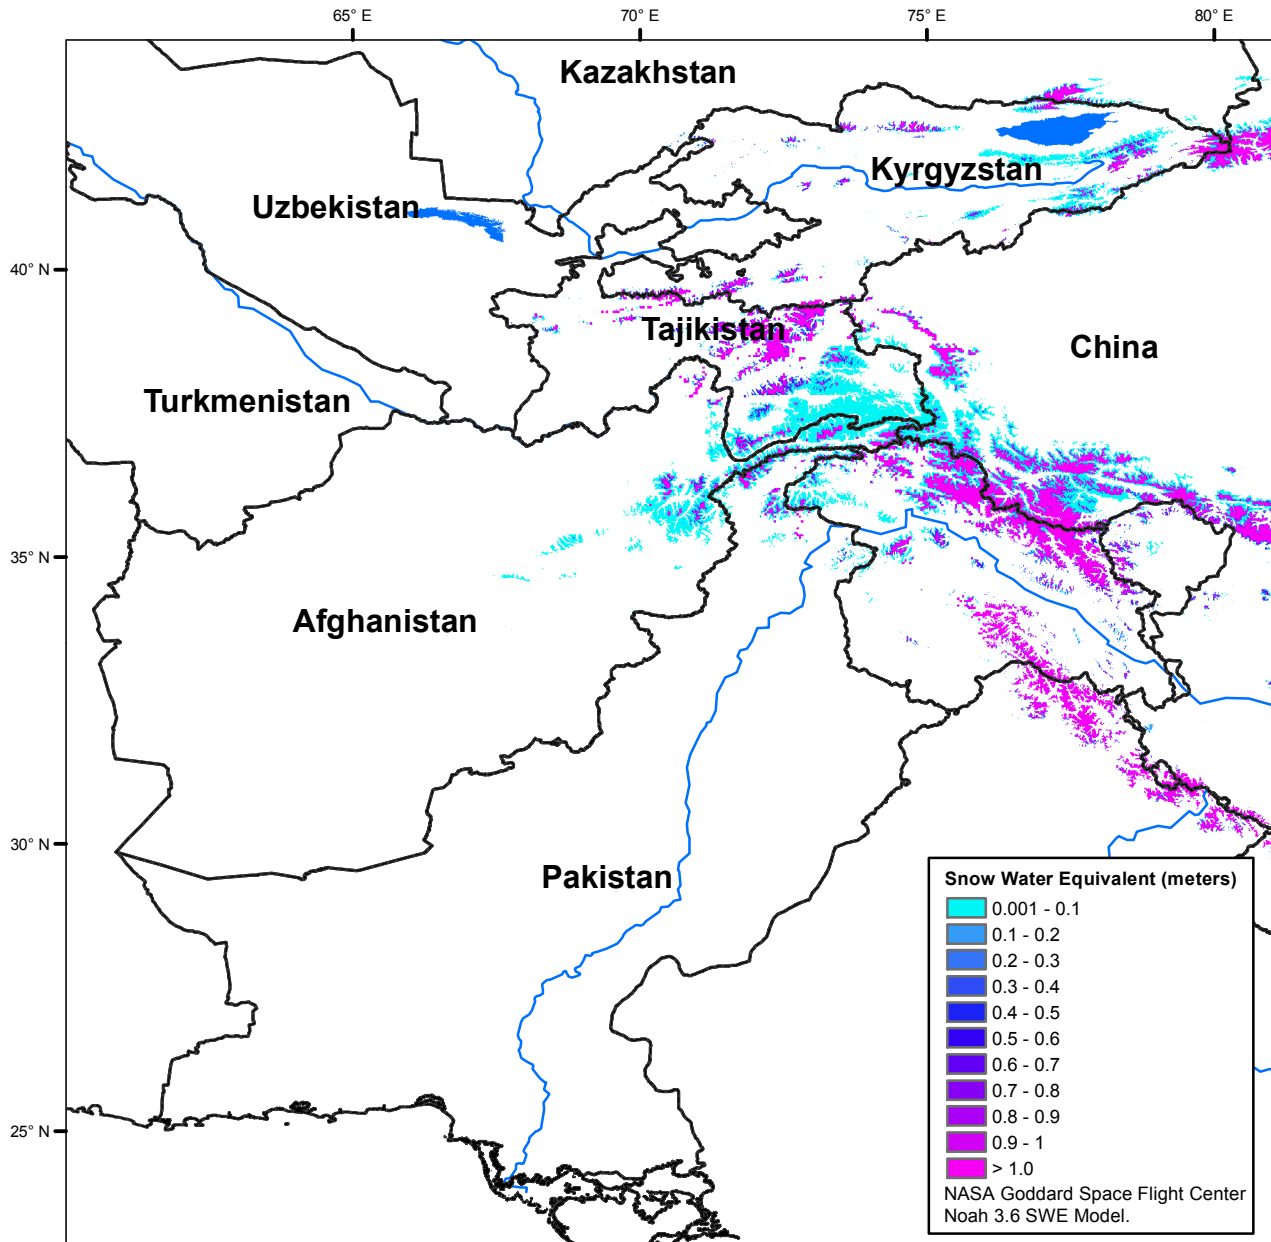 65° E
70° E
75° E
80° E
Kazakhstan
Kyrgyzstan
Uzbekistan
40° N
Tajikistan
China
Turkmenistan
35° N
Afghanistan
30° N
Pakistan
25° N
Snow Water Equivalent (meters)
0.001 - 0.1
0.1 - 0.2
0.2 - 0.3
0.3 - 0.4
0.4 - 0.5
0.5 - 0.6
0.6 - 0.7
0.7 - 0.8
0.8 - 0.9
0.9 - 1
> 1.0
NASA Goddard Space Flight Center
Noah 3.6 SWE Model.